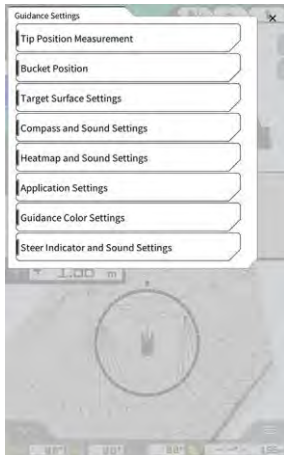 Guidance Settings
×
Tip Position Measurement
Bucket Position
Target Surface Settings
Compass and Sound Settings
Heatmap and Sound Settings
Application Settings
Guidance Color Settings
Steer Indicator and Sound Settings
1.00 m